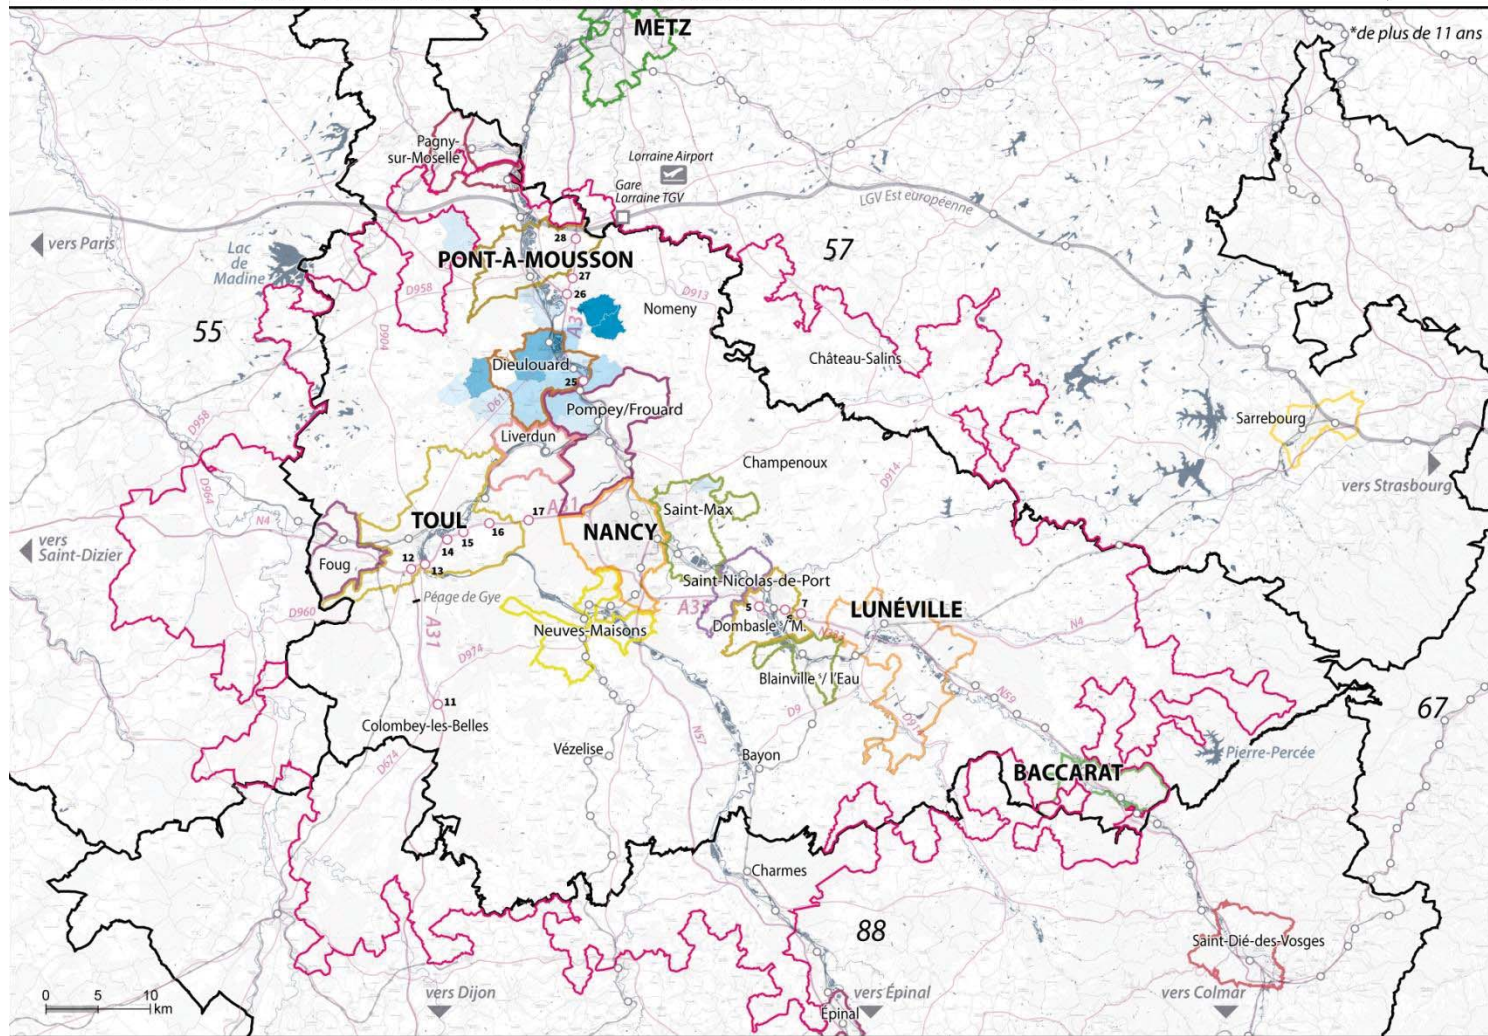 METZ
*de plus de 11 ans
Pagny-
sur-Moselle
Lorraine Airport
Gare
Lorraine TGV
LGV Est européenne
vers Paris
Lac
de
Madine
28
57
PONT-À-MOUSSON
27
D958
26
D913
Nomeny
A31
55
D904
Château-Salins
Dieulouard
25
D61
Pompey/Frouard
D958
Sarrebourg
Liverdun
Champenoux
D914
vers Strasbourg
D964
N4
A31
Saint-Max
17
TOUL
16
NANCY
15
14
vers
Saint-Dizier
12
Foug
13
Saint-Nicolas-de-Port
Péage de Gye
D960
A33
5
7
LUNÉVILLE
Dombasle s/ M.
N333
N4
A31
Neuves-Maisons
D974
Blainville s/ l'Eau
11
D9
N59
D914
67
Colombey-les-Belles
N57
Vézelise
Bayon
Pierre-Percée
D674
BACCARAT
Charmes
88
Saint-Dié-des-Vosges
0 5 10
km
vers Dijon
vers Épinal
vers Colmar
Épinal